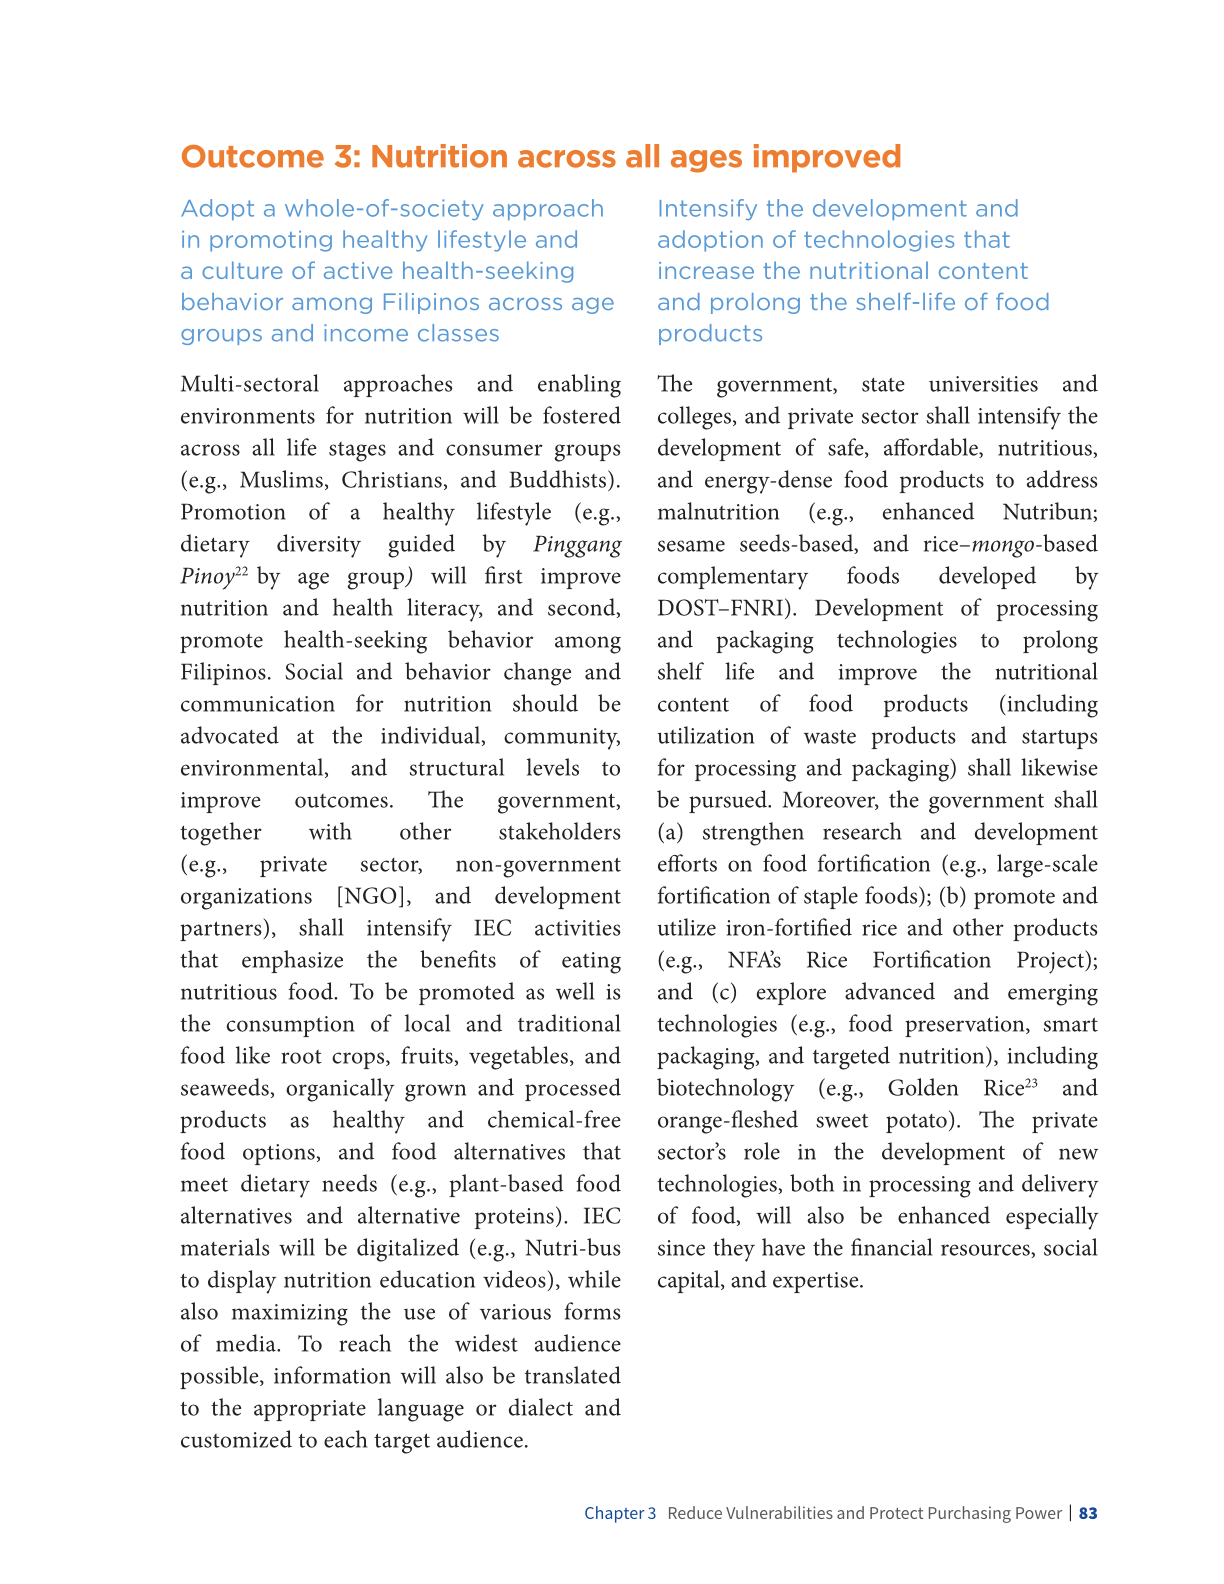 Outcome 3: Nutrition across all ages improved
Adopt a whole-of-society approach
in promoting healthy lifestyle and
a culture of active health-seeking
behavior among Filipinos across age
groups and income classes
Multi-sectoral approaches and enabling
environments for nutrition will be fostered
across all life stages and consumer groups
(e.g., Muslims, Christians, and Buddhists).
Promotion of a healthy lifestyle (e.g.,
dietary diversity guided by Pinggang
Pinoy²² by age group) will first improve
nutrition and health literacy, and second,
promote health-seeking behavior among
Filipinos. Social and behavior change and
communication for nutrition should be
advocated at the individual, community,
environmental, and structural levels to
improve outcomes. The government,
together with other stakeholders
(e.g., private sector, non-government
organizations [NGO], and development
partners), shall intensify IEC activities
that emphasize the benefits of eating
nutritious food. To be promoted as well is
the consumption of local and traditional
food like root crops, fruits, vegetables, and
seaweeds, organically grown and processed
products as healthy and chemical-free
food options, and food alternatives that
meet dietary needs (e.g., plant-based food
alternatives and alternative proteins). IEC
materials will be digitalized (e.g., Nutri-bus
to display nutrition education videos), while
also maximizing the use of various forms
of media. To reach the widest audience
possible, information will also be translated
to the appropriate language or dialect and
customized to each target audience.
Intensify the development and
adoption of technologies that
increase the nutritional content
and prolong the shelf-life of food
products
The government, state universities and
colleges, and private sector shall intensify the
development of safe, affordable, nutritious,
and energy-dense food products to address
malnutrition (e.g., enhanced Nutribun;
sesame seeds-based, and rice–mongo-based
complementary foods developed by
DOST–FNRI). Development of processing
and packaging technologies to prolong
shelf life and improve the nutritional
content of food products (including
utilization of waste products and startups
for processing and packaging) shall likewise
be pursued. Moreover, the government shall
(a) strengthen research and development
efforts on food fortification (e.g., large-scale
fortification of staple foods); (b) promote and
utilize iron-fortified rice and other products
(e.g., NFA’s Rice Fortification Project);
and (c) explore advanced and emerging
technologies (e.g., food preservation, smart
packaging, and targeted nutrition), including
biotechnology (e.g., Golden Rice²³ and
orange-fleshed sweet potato). The private
sector’s role in the development of new
technologies, both in processing and delivery
of food, will also be enhanced especially
since they have the financial resources, social
capital, and expertise.
Chapter 3 Reduce Vulnerabilities and Protect Purchasing Power | 83